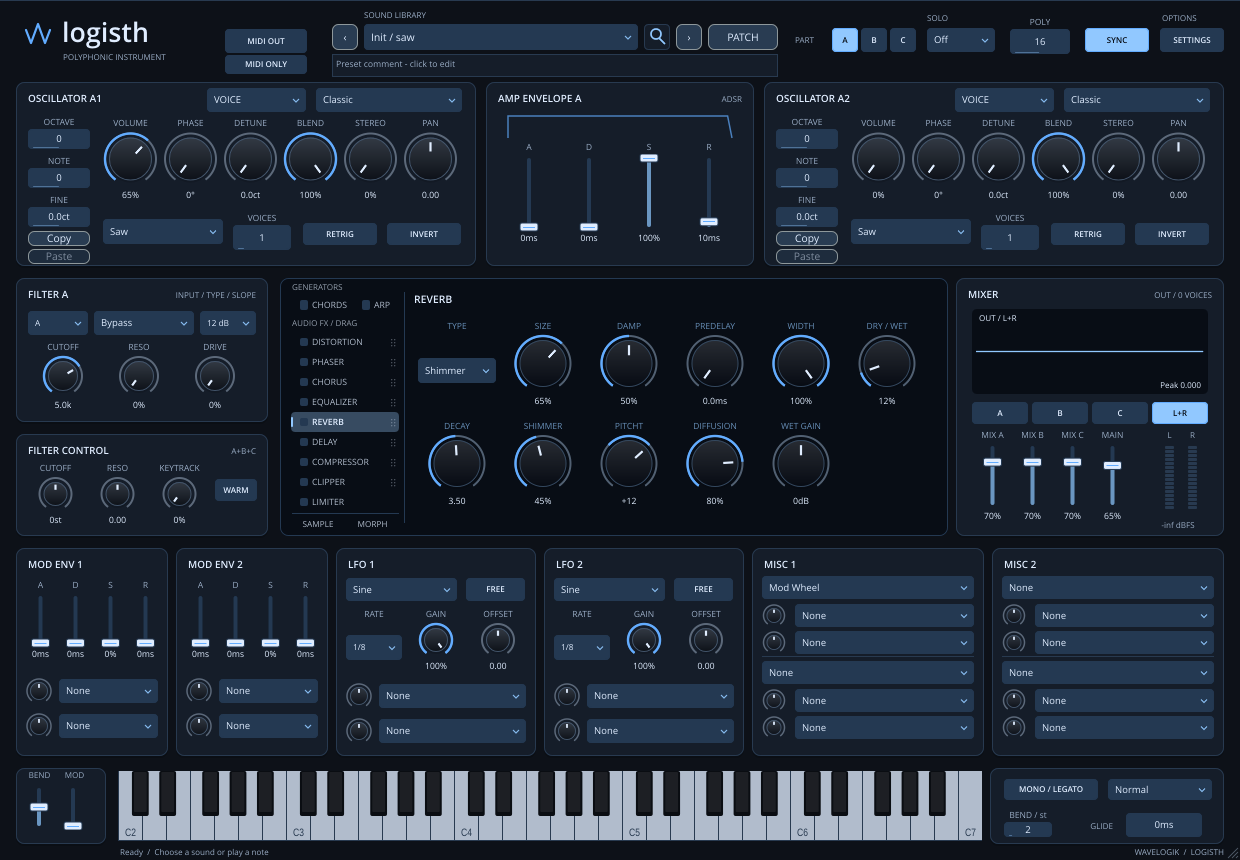 logisth
POLYPHONIC INSTRUMENT
MIDI OUT
MIDI ONLY
SOUND LIBRARY
‹ Init / saw › PATCH
Preset comment - click to edit
PART A B C
SOLO
Off
POLY
16
SYNC
OPTIONS
SETTINGS
OSCILLATOR A1 VOICE Classic
OCTAVE VOLUME PHASE DETUNE BLEND STEREO PAN
0
NOTE
0
65% 0° 0.0ct 100% 0% 0.00
FINE
0.0ct
Copy
Paste
Saw
VOICES
1
RETRIG INVERT
AMP ENVELOPE A ADSR
A D S R
0ms 0ms 100% 10ms
OSCILLATOR A2 VOICE Classic
OCTAVE VOLUME PHASE DETUNE BLEND STEREO PAN
0
NOTE
0
0% 0° 0.0ct 100% 0% 0.00
FINE
0.0ct
Copy
Paste
Saw
VOICES
1
RETRIG INVERT
FILTER A INPUT / TYPE / SLOPE
A Bypass 12 dB
CUTOFF RESO DRIVE
5.0k 0% 0%
FILTER CONTROL A+B+C
CUTOFF RESO KEYTRACK
WARM
0st 0.00 0%
GENERATORS
CHORDS ARP
AUDIO FX / DRAG
DISTORTION
PHASER
CHORUS
EQUALIZER
REVERB
DELAY
COMPRESSOR
CLIPPER
LIMITER
SAMPLE MORPH
REVERB
TYPE SIZE DAMP PREDELAY WIDTH DRY / WET
Shimmer
65% 50% 0.0ms 100% 12%
DECAY SHIMMER PITCHT DIFFUSION WET GAIN
3.50 45% +12 80% 0dB
MIXER OUT / 0 VOICES
OUT / L+R
Peak 0.000
A B C L+R
MIX A MIX B MIX C MAIN L R
70% 70% 70% 65%
-inf dBFS
MOD ENV 1
A D S R
0ms 0ms 0% 0ms
None
None
MOD ENV 2
A D S R
0ms 0ms 0% 0ms
None
None
LFO 1
Sine FREE
RATE GAIN OFFSET
1/8
100% 0.00
None
None
LFO 2
Sine FREE
RATE GAIN OFFSET
1/8
100% 0.00
None
None
MISC 1
Mod Wheel
None
None
None
None
None
MISC 2
None
None
None
None
None
None
BEND MOD
C2 C3 C4 C5 C6 C7
MONO / LEGATO Normal
BEND / st
2
GLIDE 0ms
Ready / Choose a sound or play a note
WAVELOGIK / LOGISTH